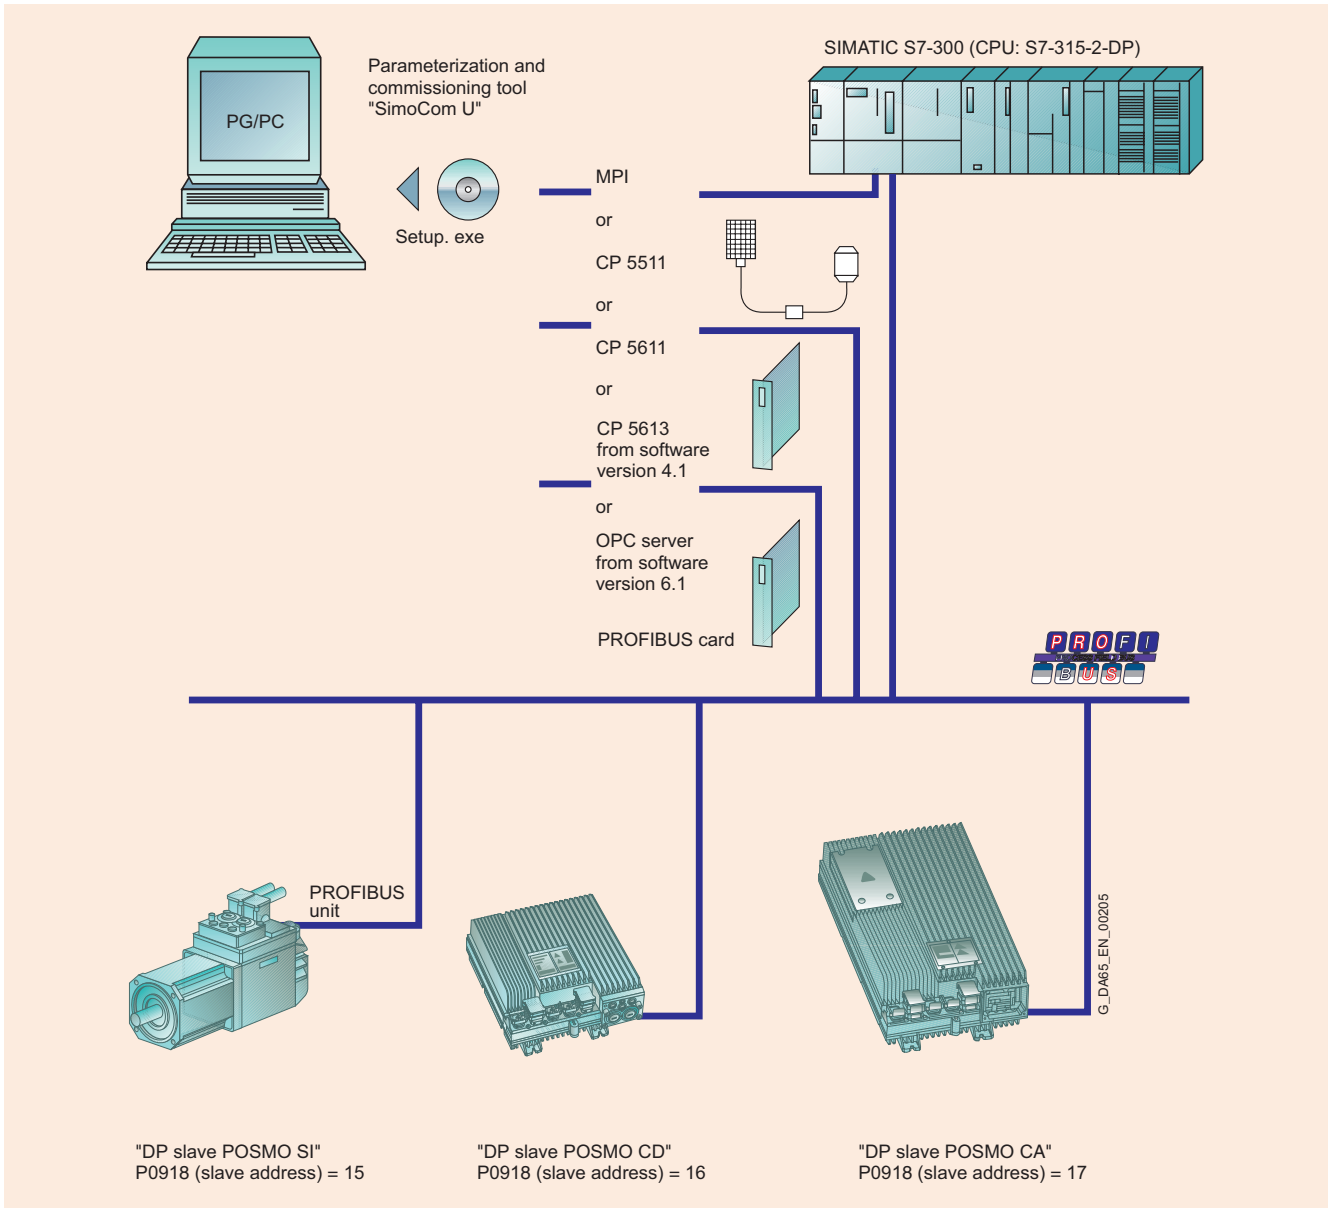 SIMATIC S7-300 (CPU: S7-315-2-DP)
Parameterization and
commissioning tool
"SimoCom U"
PG/PC
Setup. exe
MPI
or
CP 5511
or
CP 5611
or
CP 5613
from software
version 4.1
or
OPC server
from software
version 6.1
PROFIBUS card
PROFI
BUS
PROFIBUS
unit
G_DA65_EN_00205
"DP slave POSMO SI"
P0918 (slave address) = 15
"DP slave POSMO CD"
P0918 (slave address) = 16
"DP slave POSMO CA"
P0918 (slave address) = 17